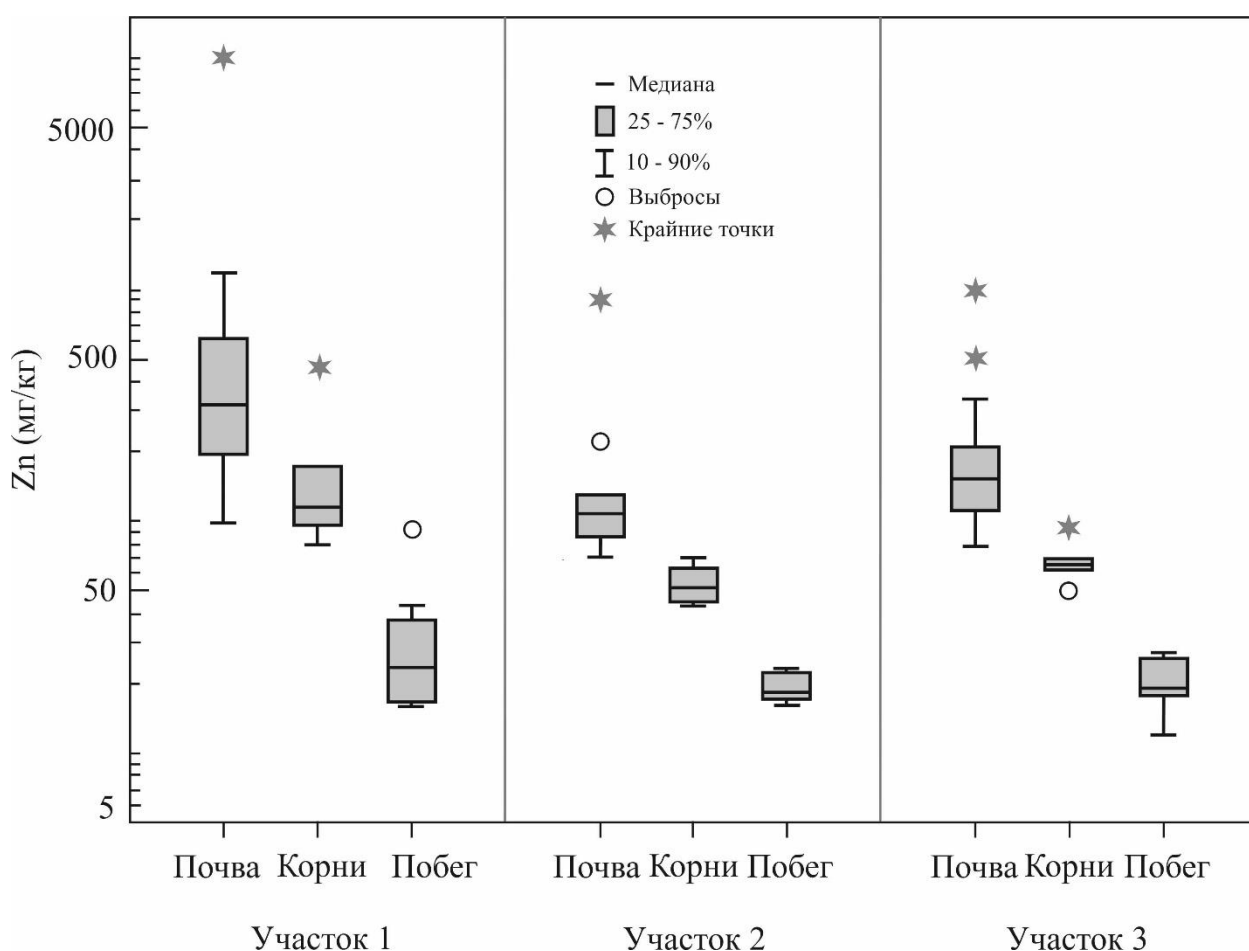 Zn (мг/кг)
5000
500
50
5
Медиана
25 - 75%
10 - 90%
Выбросы
Крайние точки
Почва Корни Побег Почва Корни Побег Почва Корни Побег
Участок 1 Участок 2 Участок 3